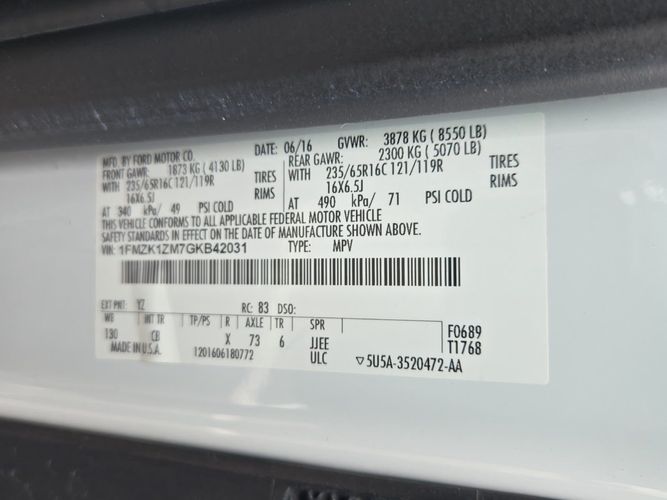 MFD. BY FORD MOTOR CO.
DATE: 06/16 GVWR: 3878 KG ( 8550 LB)
FRONT GAWR: 1873 KG ( 4130 LB)
REAR GAWR: 2300 KG ( 5070 LB)
WITH 235/65R16C 121/119R TIRES
WITH 235/65R16C 121/119R TIRES
16X6.5J RIMS
16X6.5J RIMS
AT 340 kPa/ 49 PSI COLD
AT 490 kPa/ 71 PSI COLD
THIS VEHICLE CONFORMS TO ALL APPLICABLE FEDERAL MOTOR VEHICLE
SAFETY STANDARDS IN EFFECT ON THE DATE OF MANUFACTURE SHOWN ABOVE.
VIN: 1FMZK1ZM7GKB42031 TYPE: MPV
EXT PNT: YZ RC: 83 DSO:
WB INT TR TP/PS R AXLE TR SPR
130 CB X 73 6 JJEE
ULC
F0689
T1768
MADE IN U.S.A. 1201606180772
5U5A-3520472-AA